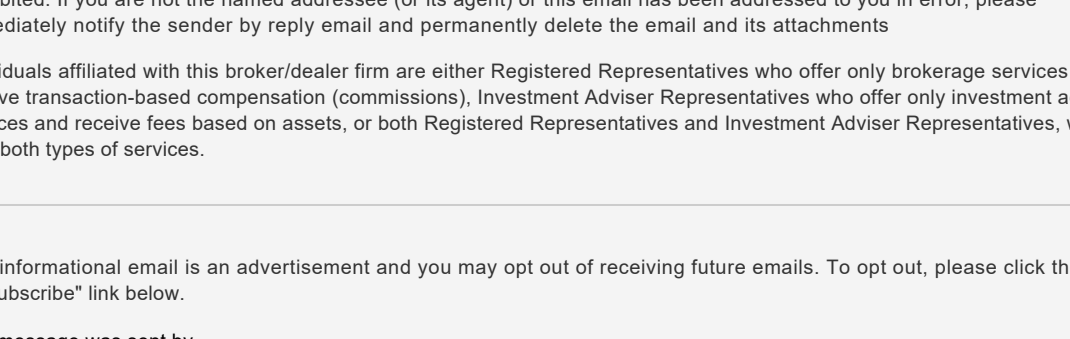 bited. If you are not the named addressee (or its agent) or this email has been addressed to you in error, please
ediately notify the sender by reply email and permanently delete the email and its attachments
iduals affiliated with this broker/dealer firm are either Registered Representatives who offer only brokerage services
ve transaction-based compensation (commissions), Investment Adviser Representatives who offer only investment a
ces and receive fees based on assets, or both Registered Representatives and Investment Adviser Representatives, w
both types of services.
informational email is an advertisement and you may opt out of receiving future emails. To opt out, please click th
ubscribe" link below.
message was sent by